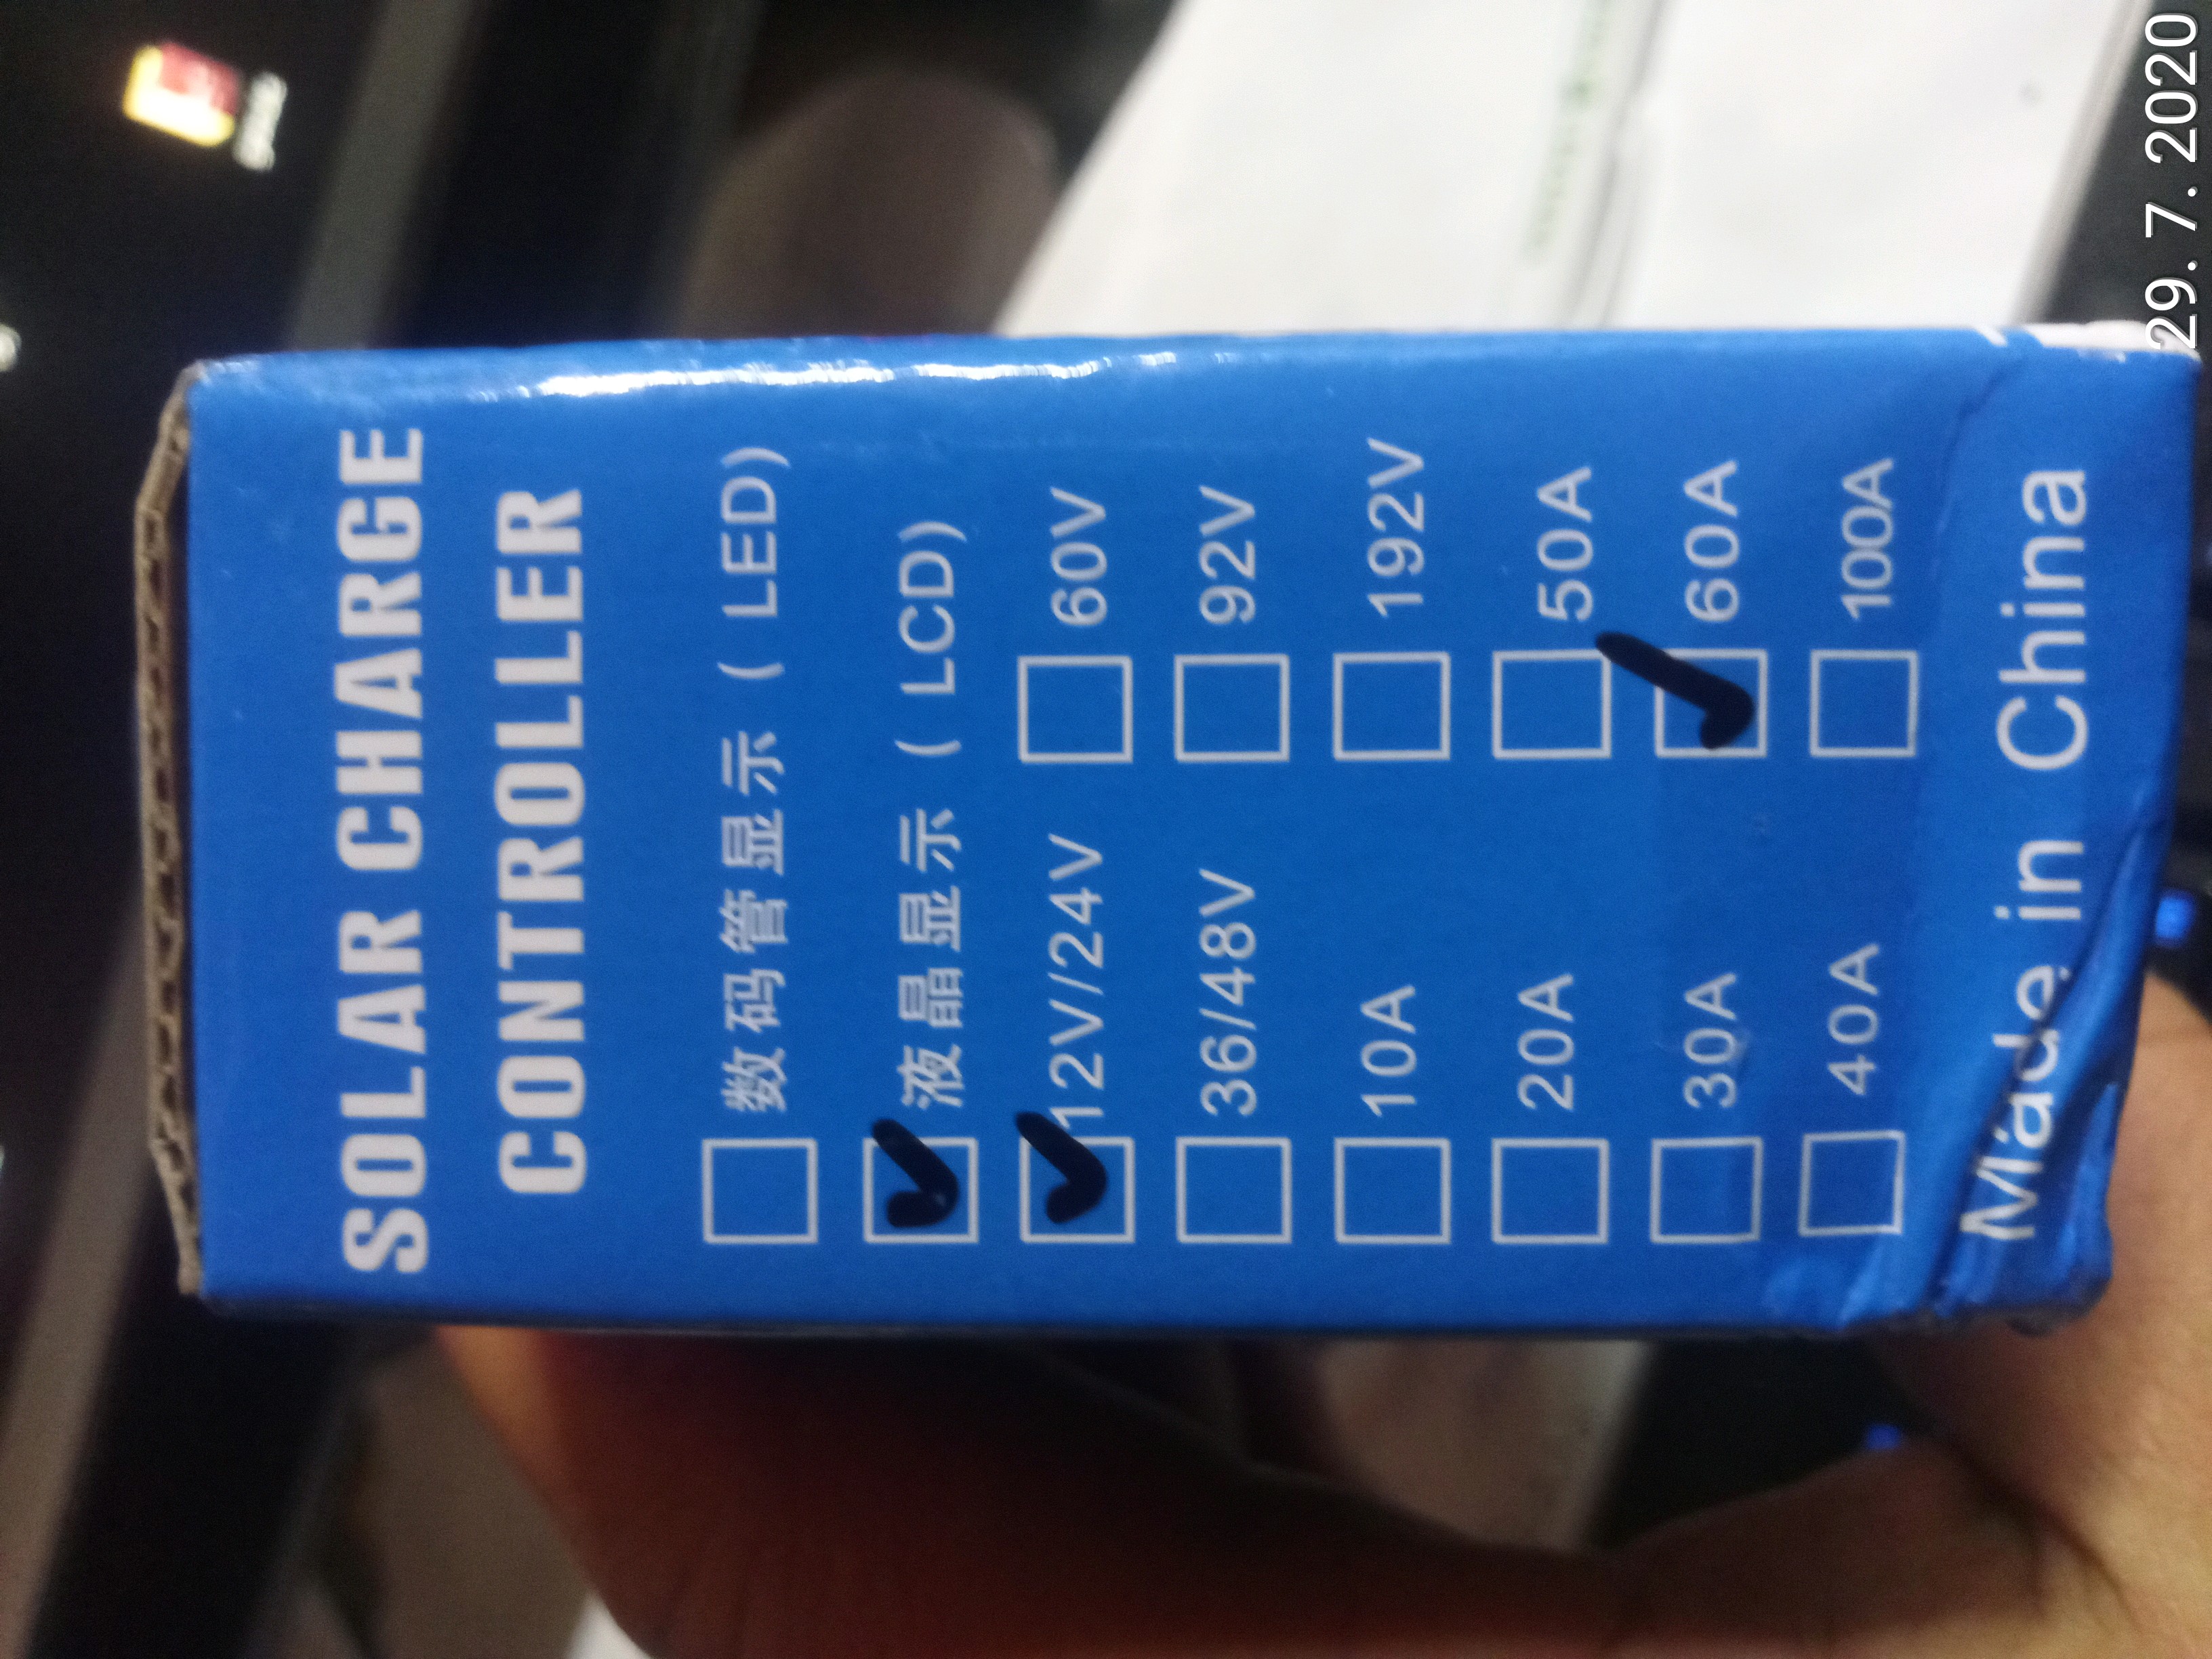 SOLAR CHARGE
CONTROLLER
数码管显示 ( LED)
液晶显示 ( LCD)
12V/24V 60V
36/48V 92V
10A 192V
20A 50A
30A 60A
40A 100A
Made in China
29. 7. 2020